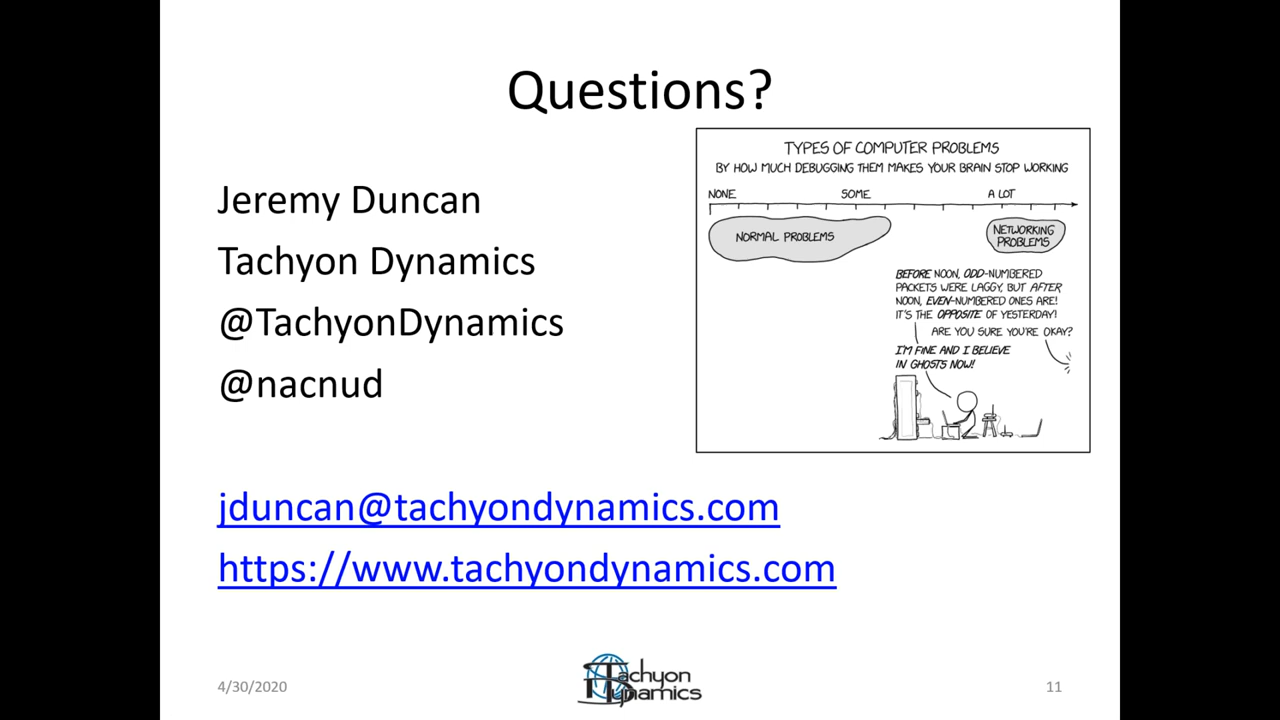 Questions?
Jeremy Duncan
Tachyon Dynamics
@TachyonDynamics
@nacnud
TYPES OF COMPUTER PROBLEMS
BY HOW MUCH DEBUGGING THEM MAKES YOUR BRAIN STOP WORKING
NONE SOME A LOT
NORMAL PROBLEMS
NETWORKING
PROBLEMS
BEFORE NOON, ODD-NUMBERED
PACKETS WERE LAGGY, BUT AFTER
NOON, EVEN-NUMBERED ONES ARE!
IT'S THE OPPOSITE OF YESTERDAY!
ARE YOU SURE YOU'RE OKAY?
I'M FINE AND I BELIEVE
IN GHOSTS NOW!
jduncan@tachyondynamics.com
https://www.tachyondynamics.com
4/30/2020
Tachyon
Dynamics
11